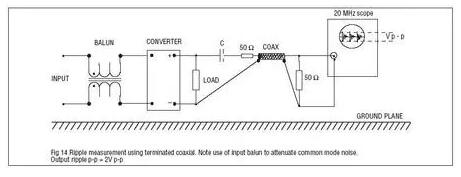 20 MHz scope
V p - p
BALUN
CONVERTER
C
50 Ω
COAX
INPUT
+
+
LOAD
50 Ω
–
–
GROUND PLANE
Fig 14 Ripple measurement using terminated coaxial. Note use of input balun to attenuate common mode noise.
Output ripple p-p = 2V p-p